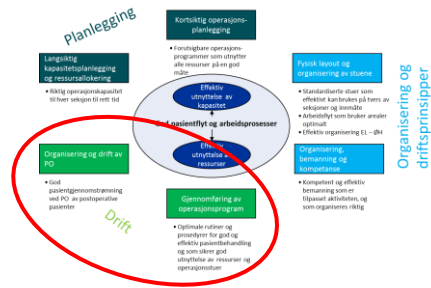 Planlegging
Kortsiktig operasjons-
planlegging
• Forutsigbare operasjons-
programmer som utnytter
alle ressurser på en god
måte
Langsiktig
kapasitetsplanlegging
og ressursallokering
• Riktig operasjonskapasitet
til hver seksjon til rett tid
Fysisk layout og
organisering av stuene
• Standardiserte stuer som
effektivt kan brukes på tvers av
seksjoner og inne måte
• Arbeidsflyt som bruker arealer
optimalt
• Effektiv organisering EL – ØH
Effektiv
utnyttelse av
kapasitet
God pasientflyt og arbeidsprosesser
Effektiv
utnyttelse av
ressurser
Organisering og
driftsprinsipper
Organisering og drift av
PO
• God
pasientgjennomstrømning
ved PO av postoperative
pasienter
Organisering,
bemanning og
kompetanse
• Kompetent og effektiv
bemanning som er
tilpasset aktiviteten, og
som organiseres riktig
Gjennomføring av
operasjonsprogram
• Optimale rutiner og
prosedyrer for god og
effektiv pasientbehandling
og som sikrer god
utnyttelse av ressurser og
operasjonsstuer
Drift